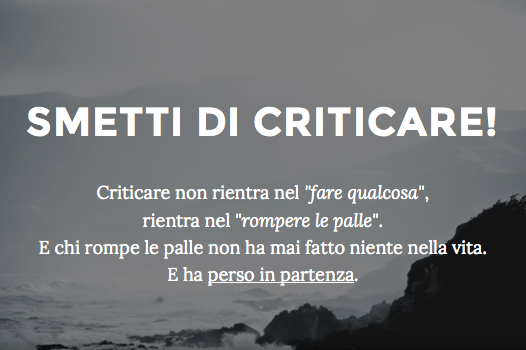 SMETTI DI CRITICARE!
Criticare non rientra nel "fare qualcosa",
rientra nel "rompere le palle".
E chi rompe le palle non ha mai fatto niente nella vita.
E ha perso in partenza.